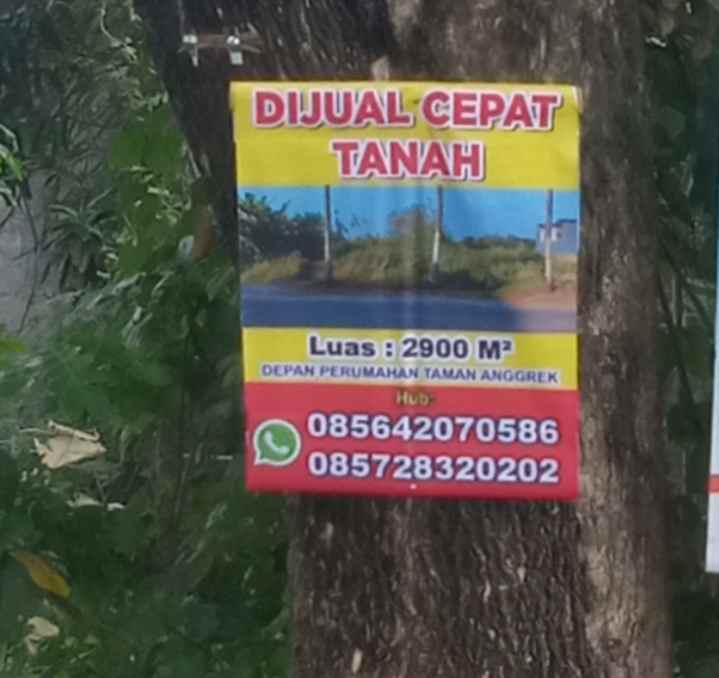 DIJUAL CEPAT
TANAH
Luas : 2900 M²
DEPAN PERUMAHAN TAMAN ANGGREK
Hub:
085642070586
085728320202